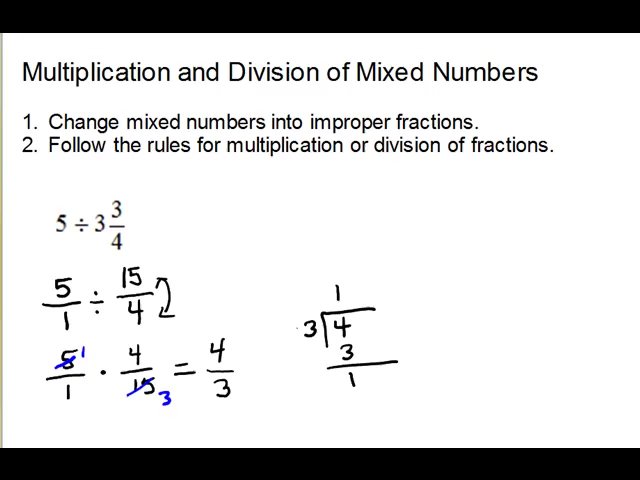 Multiplication and Division of Mixed Numbers
1. Change mixed numbers into improper fractions.
2. Follow the rules for multiplication or division of fractions.
5 ÷ 3 3/4
5/1 ÷ 15/4
5 1/1 · 4/15 3 = 4/3
1
3 4
3
1